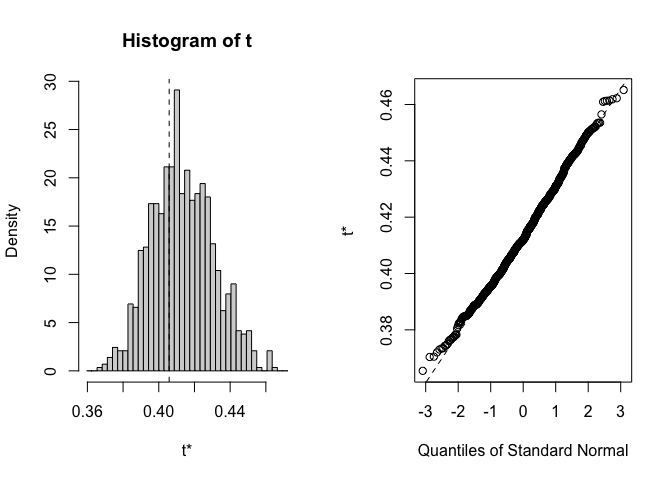 Histogram of t
Density
0 5 10 15 20 25 30
0.36 0.40 0.44
t*
t*
0.38 0.40 0.42 0.44 0.46
-3 -2 -1 0 1 2 3
Quantiles of Standard Normal